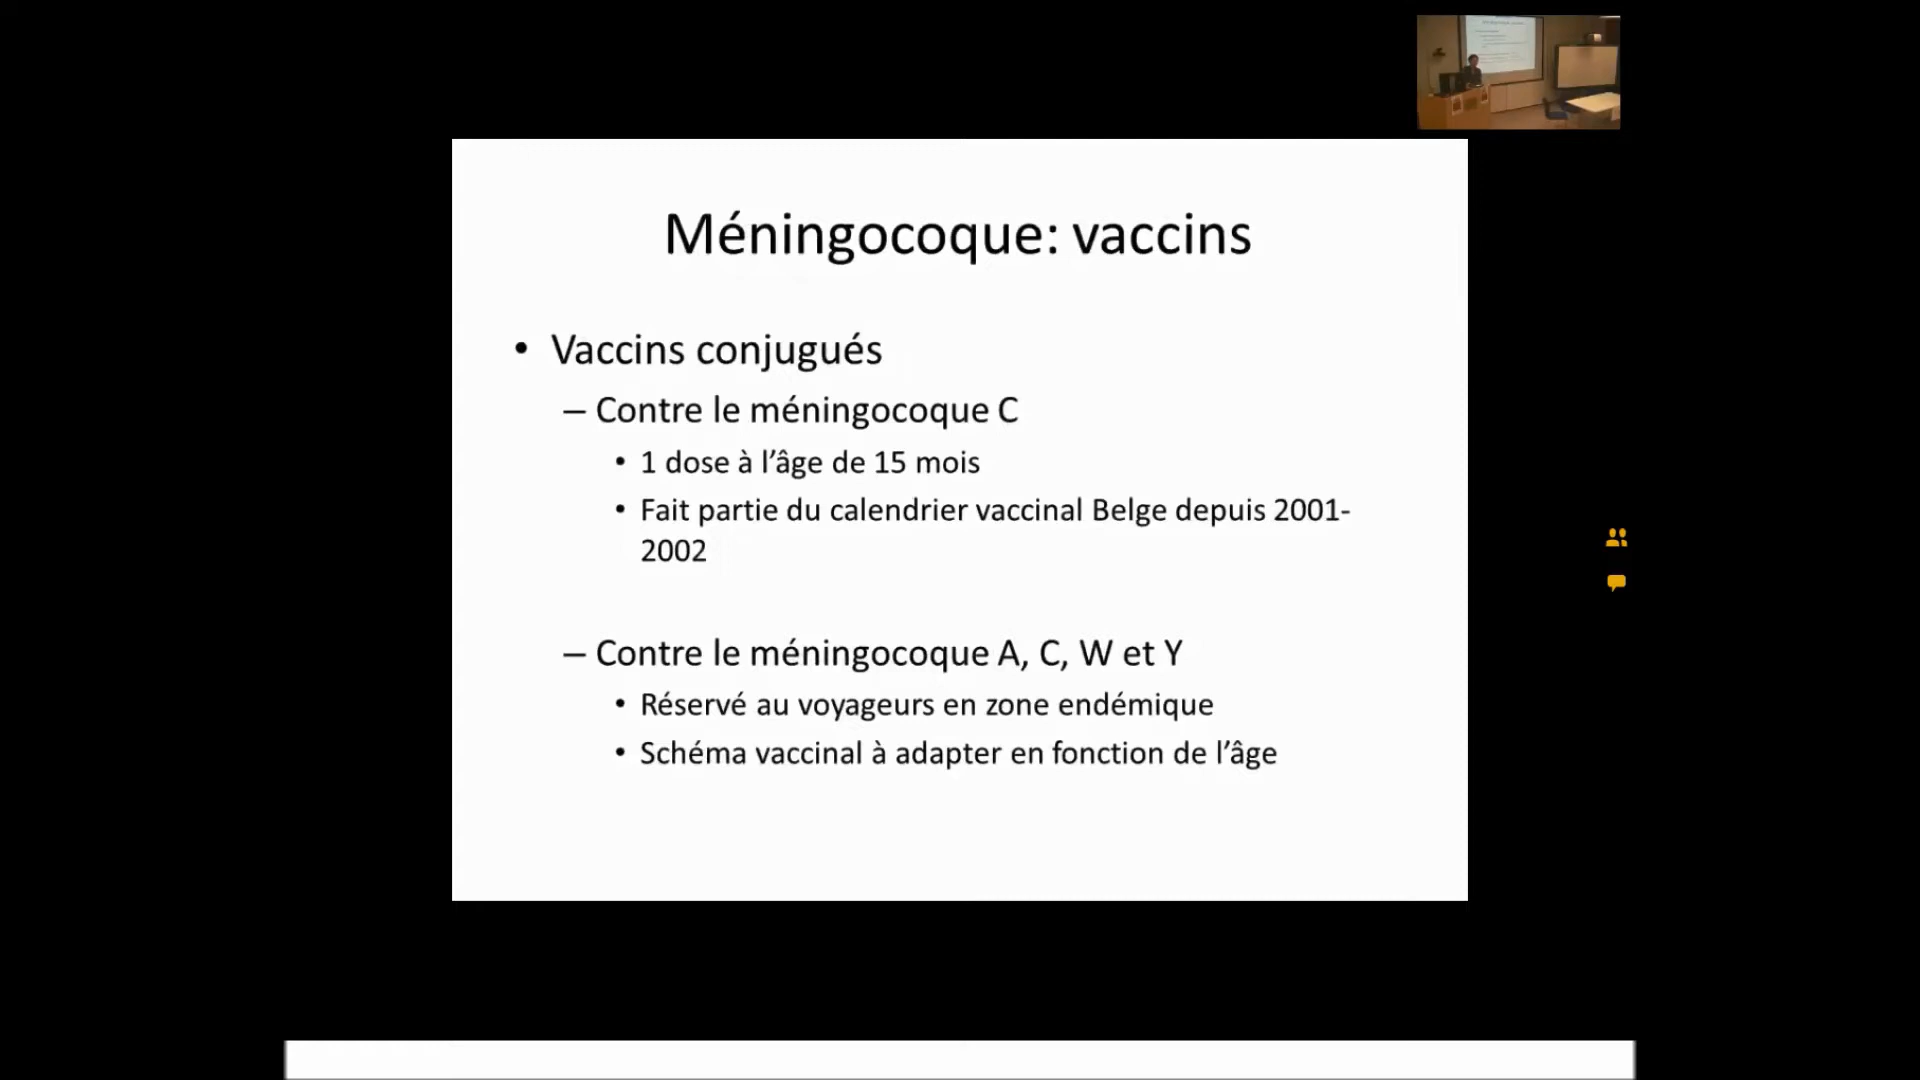 Méningocoque: vaccins
• Vaccins conjugués
– Contre le méningocoque C
• 1 dose à l’âge de 15 mois
• Fait partie du calendrier vaccinal Belge depuis 2001-
2002
– Contre le méningocoque A, C, W et Y
• Réservé au voyageurs en zone endémique
• Schéma vaccinal à adapter en fonction de l’âge